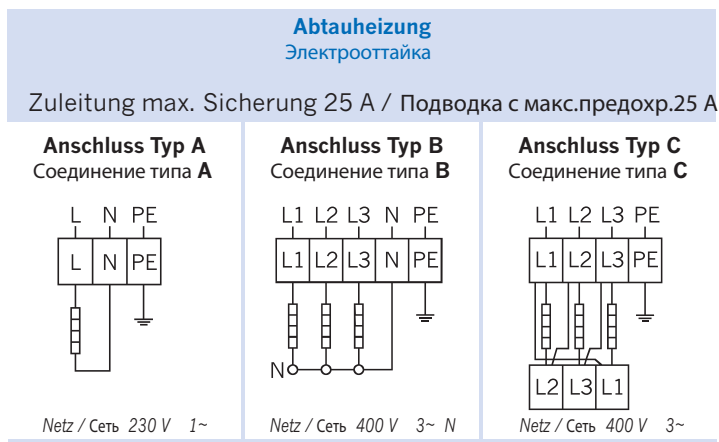 Abtauheizung
Электрооттайка
Zuleitung max. Sicherung 25 A / Подводка с макс.предохр.25 А
Anschluss Typ A
Соединение типа A
L N PE
L N PE
Netz / Сеть 230 V 1~
Anschluss Typ B
Соединение типа B
L1 L2 L3 N PE
L1 L2 L3 N PE
N
Netz / Сеть 400 V 3~ N
Anschluss Typ C
Соединение типа C
L1 L2 L3 PE
L1 L2 L3 PE
L2 L3 L1
Netz / Сеть 400 V 3~